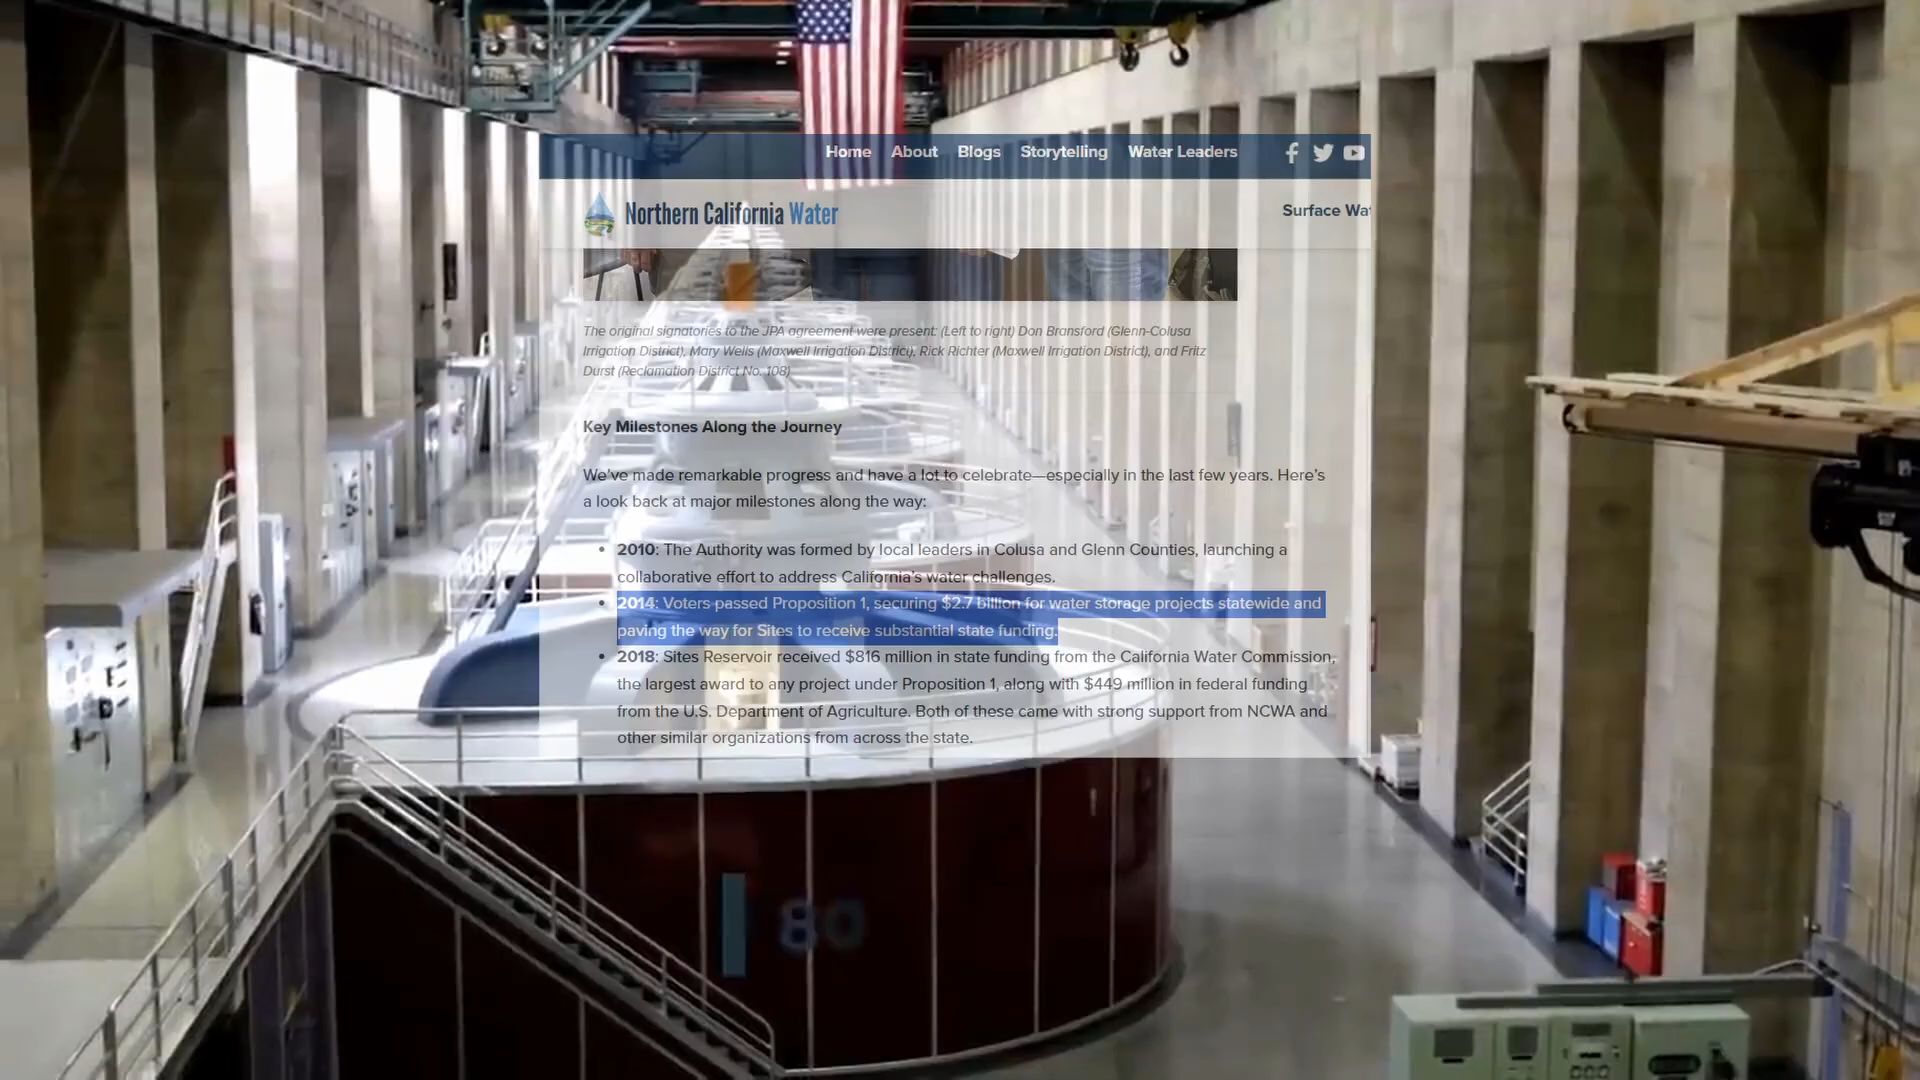 Home About Blogs Storytelling Water Leaders
Northern California Water
Surface Wat
The original signatories to the JPA agreement were present: (Left to right) Don Bransford (Glenn-Colusa
Irrigation District), Mary Wells (Maxwell Irrigation District), Rick Richter (Maxwell Irrigation District), and Fritz
Durst (Reclamation District No. 108)
Key Milestones Along the Journey
We've made remarkable progress and have a lot to celebrate—especially in the last few years. Here's
a look back at major milestones along the way:
• 2010: The Authority was formed by local leaders in Colusa and Glenn Counties, launching a
collaborative effort to address California's water challenges.
• 2014: Voters passed Proposition 1, securing $2.7 billion for water storage projects statewide and
paving the way for Sites to receive substantial state funding.
• 2018: Sites Reservoir received $816 million in state funding from the California Water Commission,
the largest award to any project under Proposition 1, along with $449 million in federal funding
from the U.S. Department of Agriculture. Both of these came with strong support from NCWA and
other similar organizations from across the state.